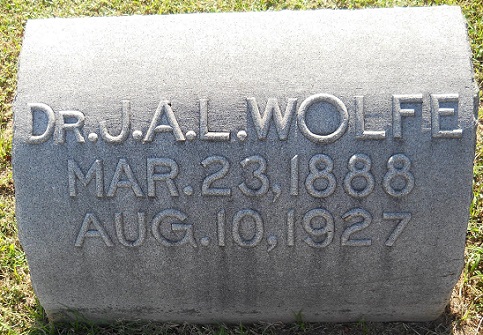 DR. J. A. L. WOLFE
MAR. 23, 1888
AUG. 10, 1927